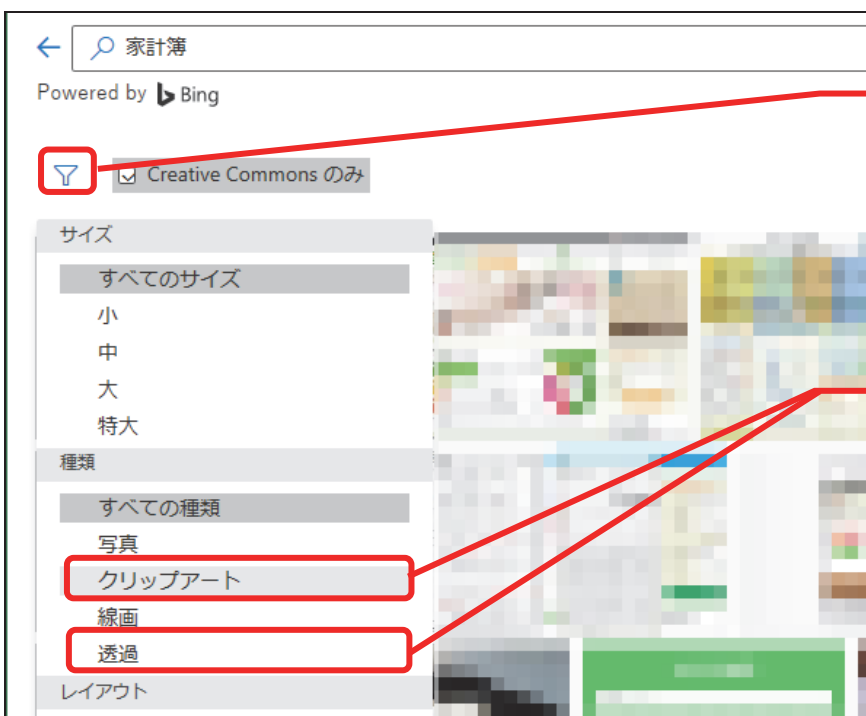 家計簿
Powered by Bing
Creative Commons のみ
サイズ
すべてのサイズ
小
中
大
特大
種類
すべての種類
写真
クリップアート
線画
透過
レイアウト